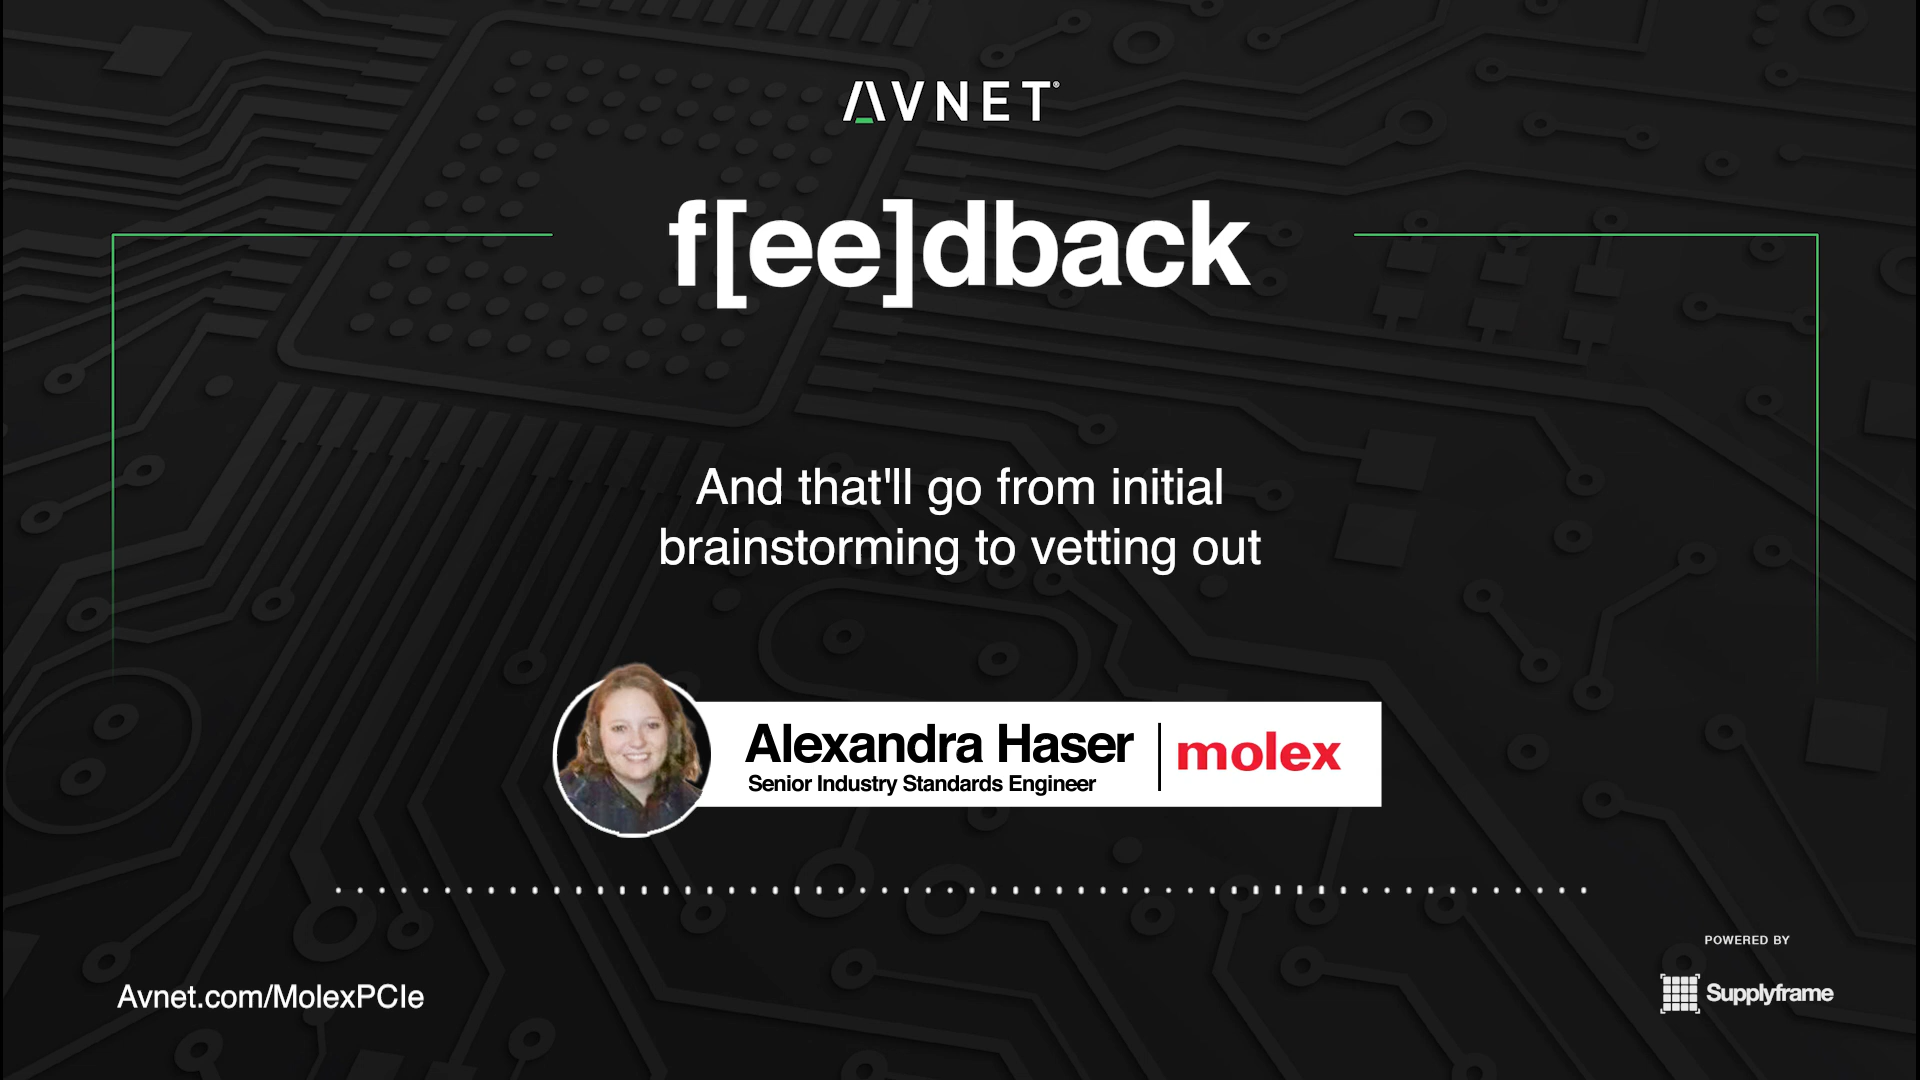 AVNET®
f[ee]dback
And that'll go from initial
brainstorming to vetting out
Alexandra Haser
Senior Industry Standards Engineer
molex
POWERED BY
Supplyframe
Avnet.com/MolexPCIe